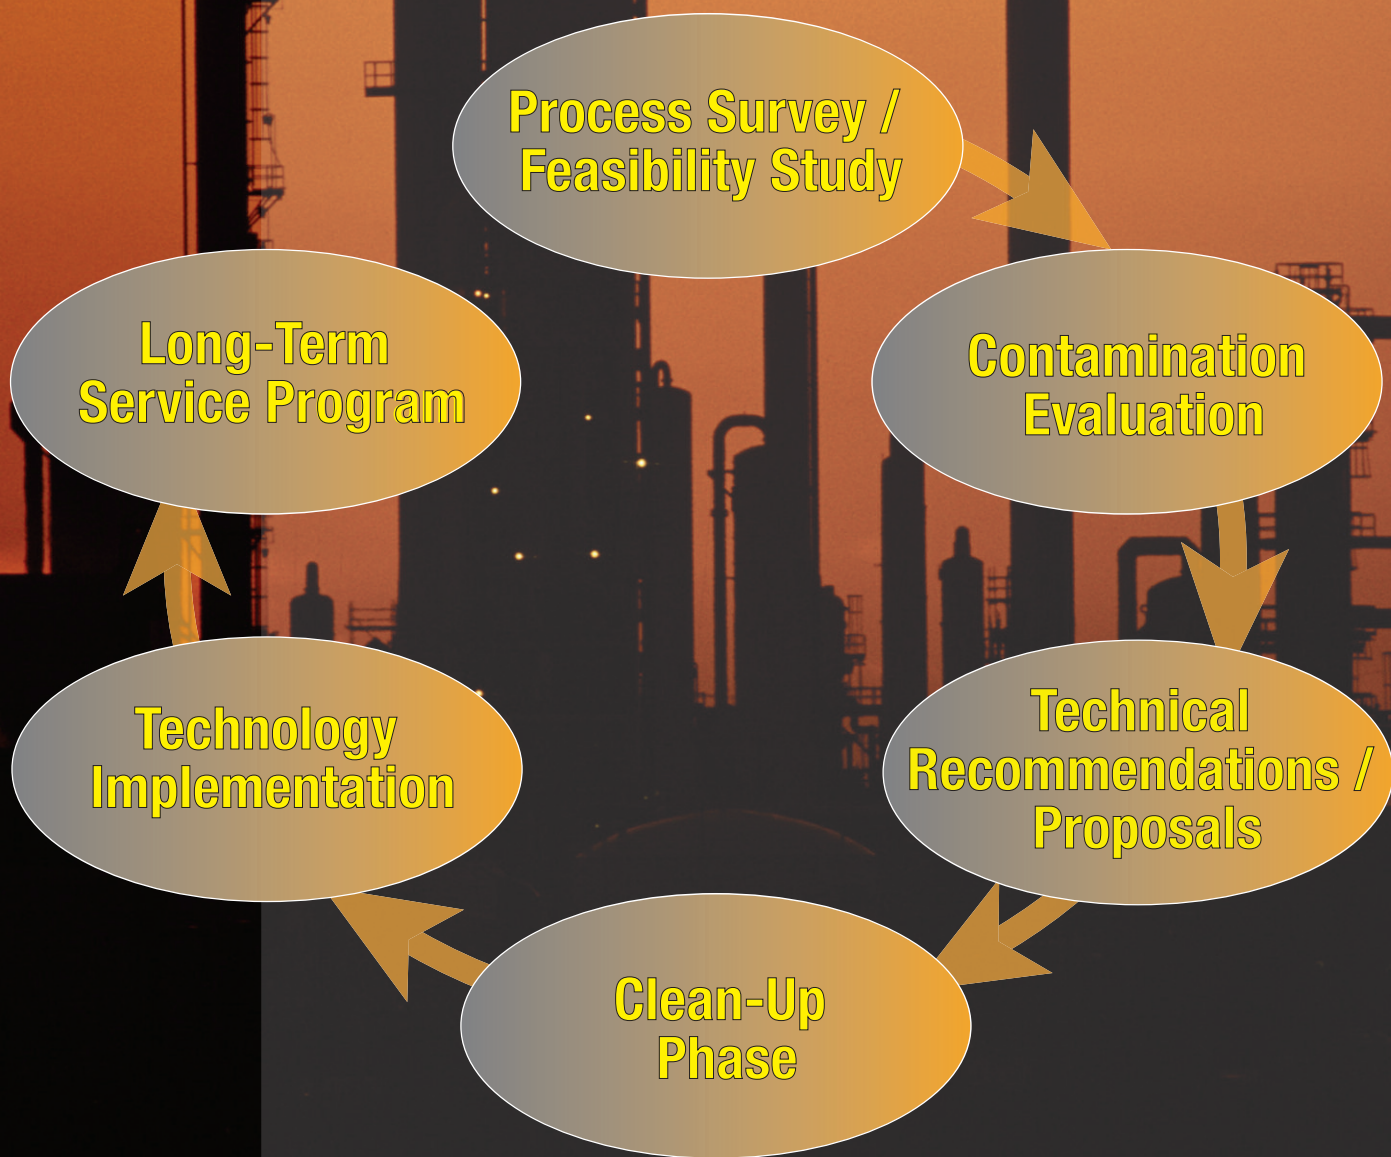 Process Survey /
Feasibility Study
Contamination
Evaluation
Technical
Recommendations /
Proposals
Clean-Up
Phase
Technology
Implementation
Long-Term
Service Program